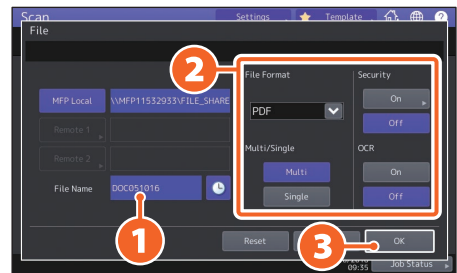 Scan
Settings
Template
?
File
2
File Format
Security
MFP Local
\\MFP11532933\FILE_SHARE
PDF
On
Off
Remote 1
Multi/Single
OCR
Remote 2
Multi
On
File Name
DOC051016
Single
Off
1
Reset
3
OK
09:35
Job Status